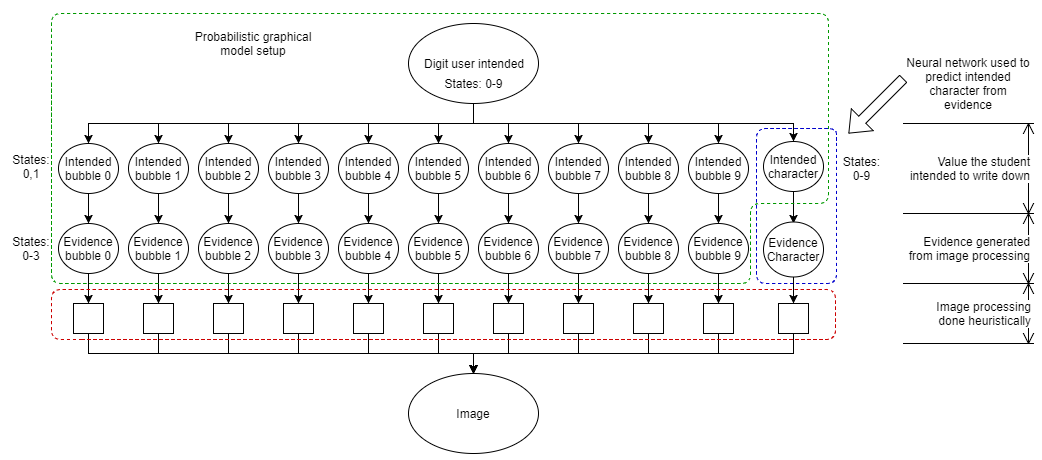 Probabilistic graphical
model setup
Digit user intended
States: 0-9
Neural network used to
predict intended
character from
evidence
States:
0,1
Intended
bubble 0
Intended
bubble 1
Intended
bubble 2
Intended
bubble 3
Intended
bubble 4
Intended
bubble 5
Intended
bubble 6
Intended
bubble 7
Intended
bubble 8
Intended
bubble 9
Intended
character
States:
0-9
Value the student
intended to write down
States:
0-3
Evidence
bubble 0
Evidence
bubble 1
Evidence
bubble 2
Evidence
bubble 3
Evidence
bubble 4
Evidence
bubble 5
Evidence
bubble 6
Evidence
bubble 7
Evidence
bubble 8
Evidence
bubble 9
Evidence
Character
Evidence generated
from image processing
Image processing
done heuristically
Image